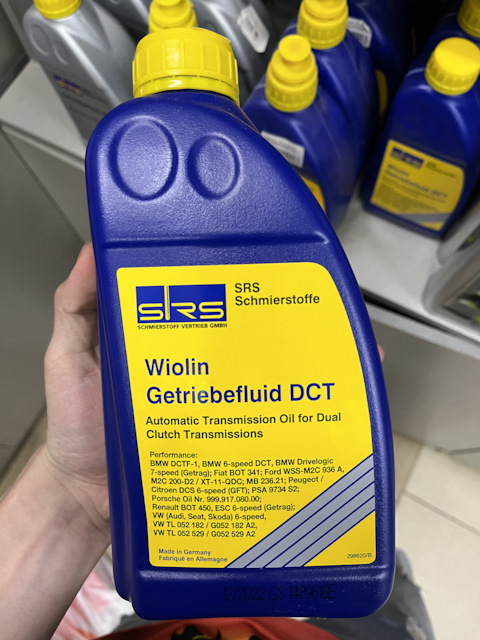 SRS
SCHMIERSTOFF VERTRIEB GMBH
SRS
Schmierstoffe
Wiolin
Getriebefluid DCT
Automatic Transmission Oil for Dual
Clutch Transmissions
Performance:
BMW DCTF-1, BMW 6-speed DCT, BMW Drivelogic
7-speed (Getrag); Fiat BOT 341; Ford WSS-M2C 936 A,
M2C 200-D2 / XT-11-QDC; MB 236.21; Peugeot /
Citroen DCS 6-speed (GFT); PSA 9734 S2;
Porsche Oil Nr. 999.917.080.00;
Renault BOT 450, ESC 6-speed (Getrag);
VW (Audi, Seat, Skoda) 6-speed,
VW TL 052 182 / G052 182 A2,
VW TL 052 529 / G052 529 A2
Made in Germany
Fabriqué en Allemagne
298620/D
SRS
Wiolin
Getriebefluid DCT